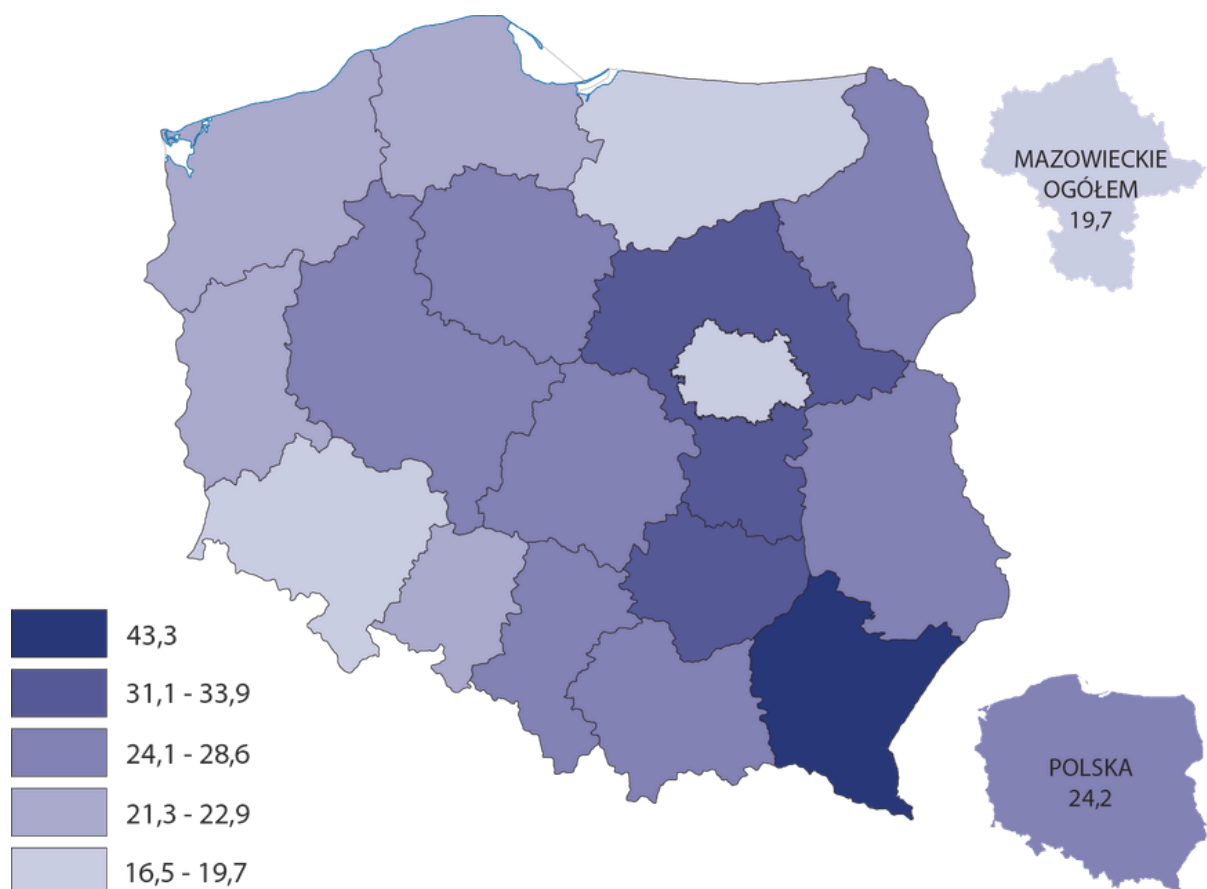 MAZOWIECKIE
OGÓŁEM
19,7
43,3
31,1 - 33,9
24,1 - 28,6
21,3 - 22,9
16,5 - 19,7
POLSKA
24,2